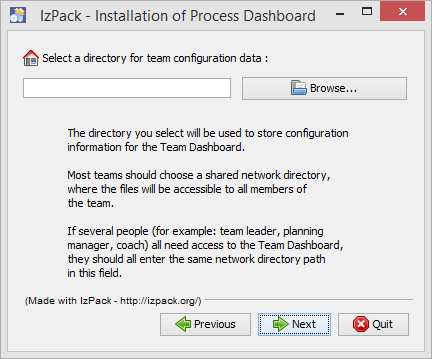 IzPack - Installation of Process Dashboard
Select a directory for team configuration data :
Browse...
The directory you select will be used to store configuration
information for the Team Dashboard.
Most teams should choose a shared network directory,
where the files will be accessible to all members of
the team.
If several people (for example: team leader, planning
manager, coach) all need access to the Team Dashboard,
they should all enter the same network directory path
in this field.
(Made with IzPack - http://izpack.org/)
Previous
Next
Quit